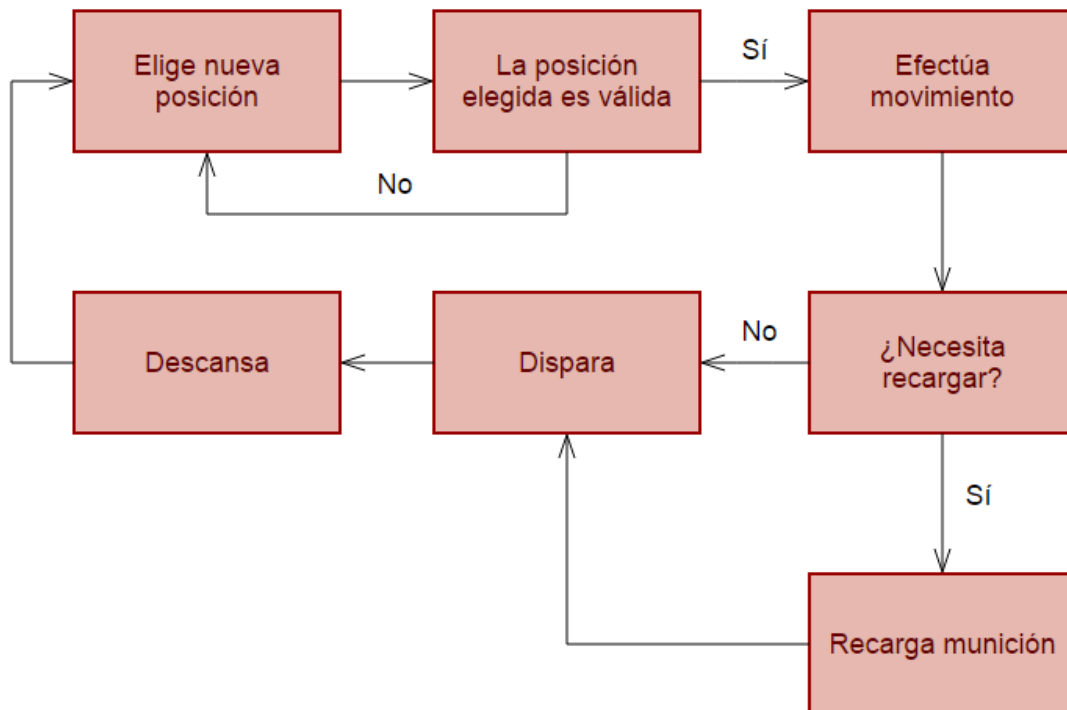 Elige nueva
posición
La posición
elegida es válida
Sí
Efectúa
movimiento
No
Descansa
Dispara
No
¿Necesita
recargar?
Sí
Recarga munición